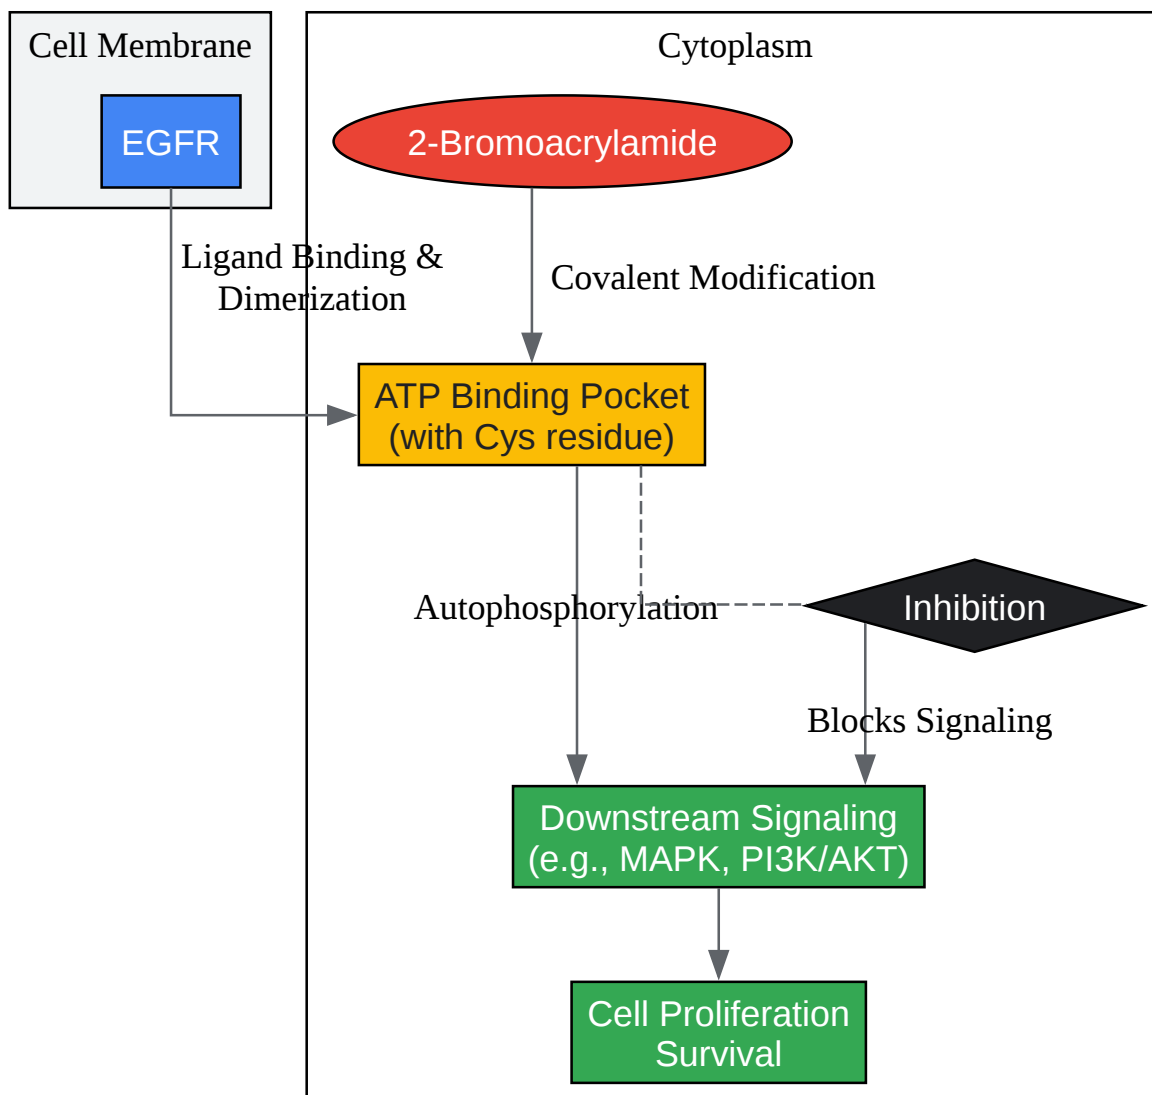 Cell Membrane
Cytoplasm
EGFR
2-Bromoacrylamide
Ligand Binding &
Dimerization
Covalent Modification
ATP Binding Pocket
(with Cys residue)
Autophosphorylation
Inhibition
Blocks Signaling
Downstream Signaling
(e.g., MAPK, PI3K/AKT)
Cell Proliferation
Survival